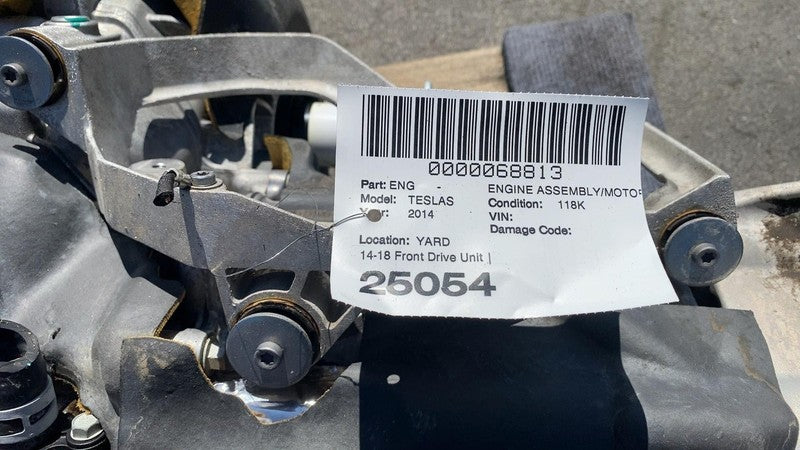 0000068813
Part: ENG - ENGINE ASSEMBLY/MOTOR
Model: TESLAS Condition: 118K
2014 VIN:
Damage Code:
Location: YARD
14-18 Front Drive Unit |
25054